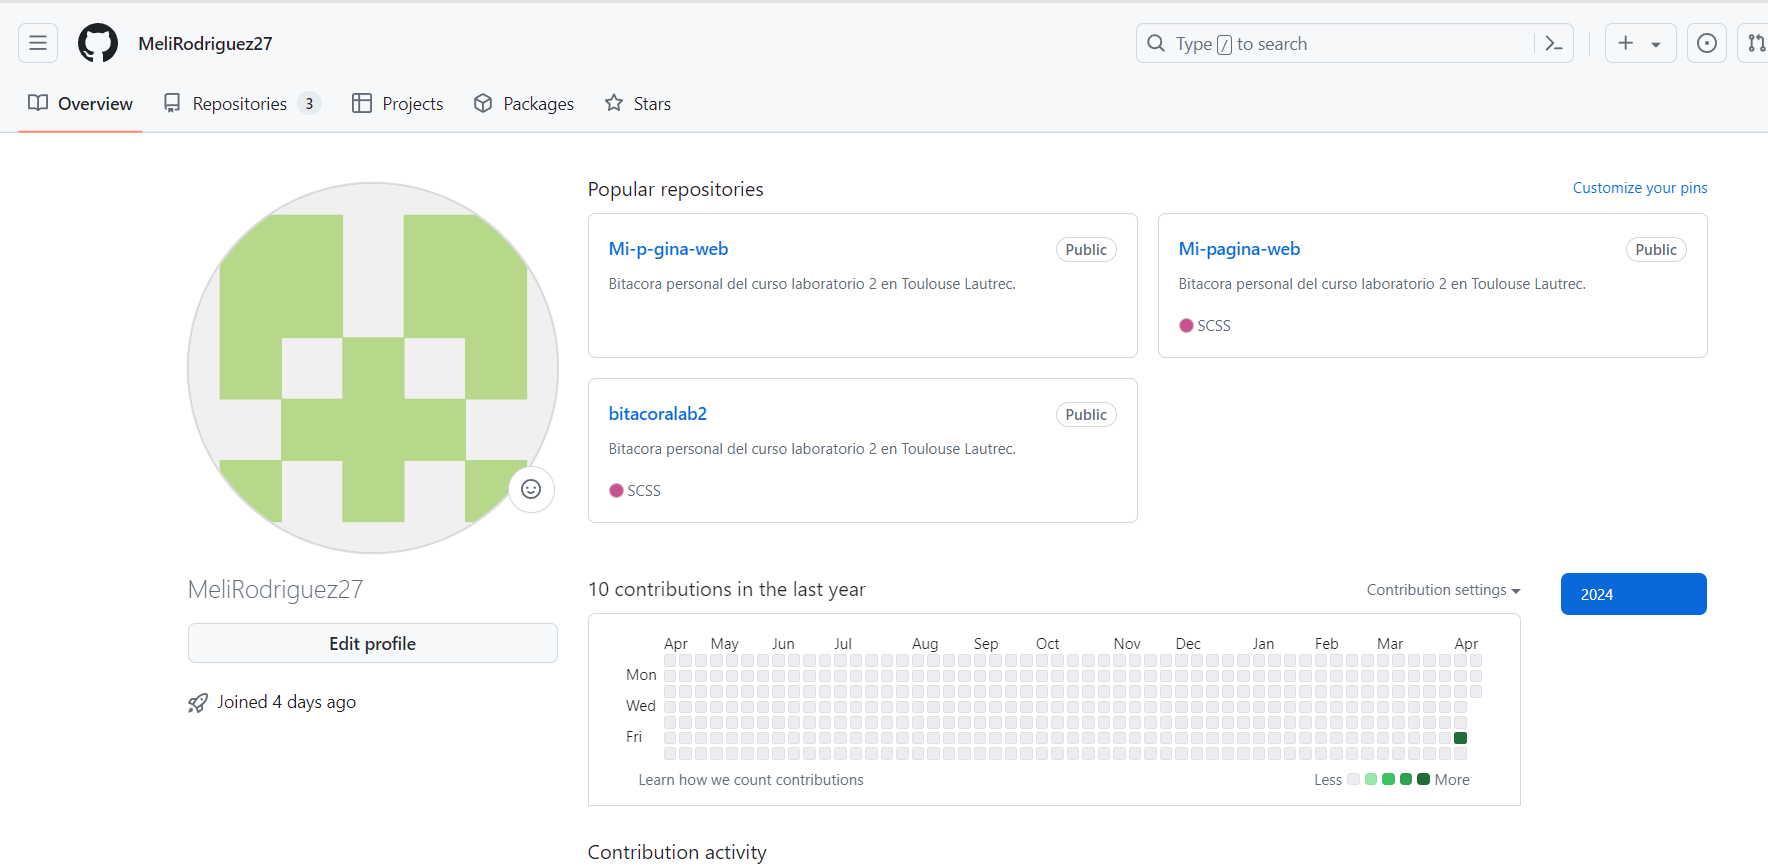 MeliRodriguez27
Type / to search
Overview
Repositories 3
Projects
Packages
Stars
MeliRodriguez27
Edit profile
Joined 4 days ago
Popular repositories
Customize your pins
Mi-p-gina-web Public
Bitacora personal del curso laboratorio 2 en Toulouse Lautrec.
Mi-pagina-web Public
Bitacora personal del curso laboratorio 2 en Toulouse Lautrec.
SCSS
bitacoralab2 Public
Bitacora personal del curso laboratorio 2 en Toulouse Lautrec.
SCSS
10 contributions in the last year
Contribution settings
2024
Apr May Jun Jul Aug Sep Oct Nov Dec Jan Feb Mar Apr
Mon
Wed
Fri
Learn how we count contributions
Less More
Contribution activity